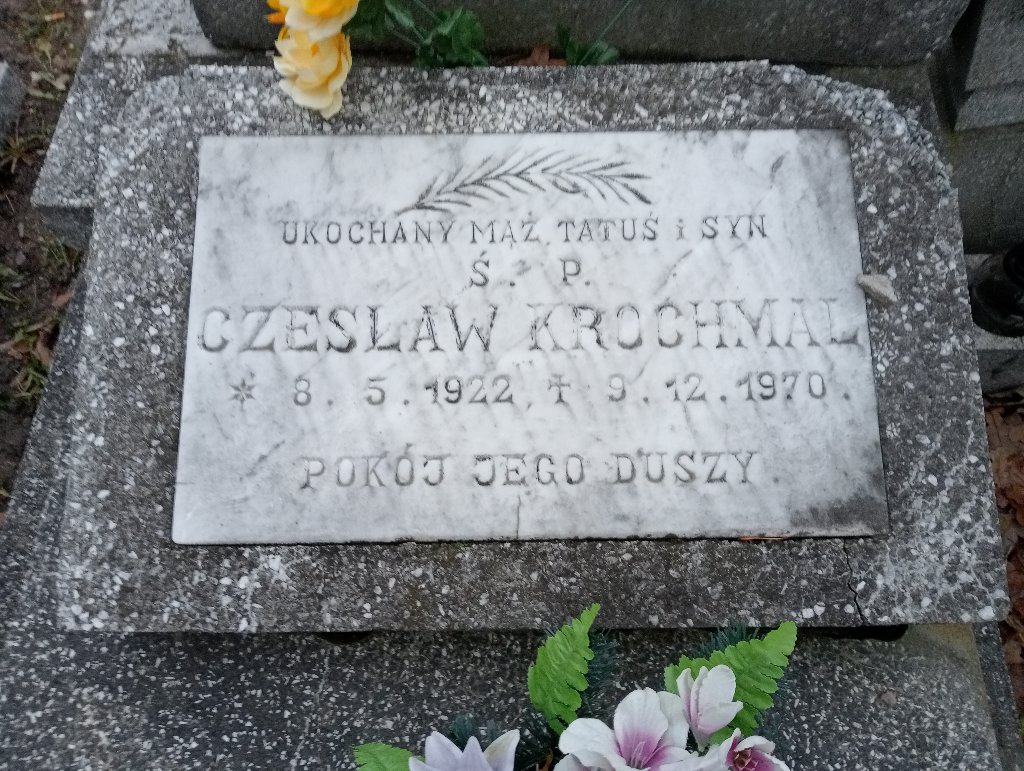 UKOCHANY MĄŻ TATUŚ i SYN
Ś. P.
CZESŁAW KROCHMAL
* 8. 5. 1922 ✝ 9. 12. 1970.
POKÓJ JEGO DUSZY.